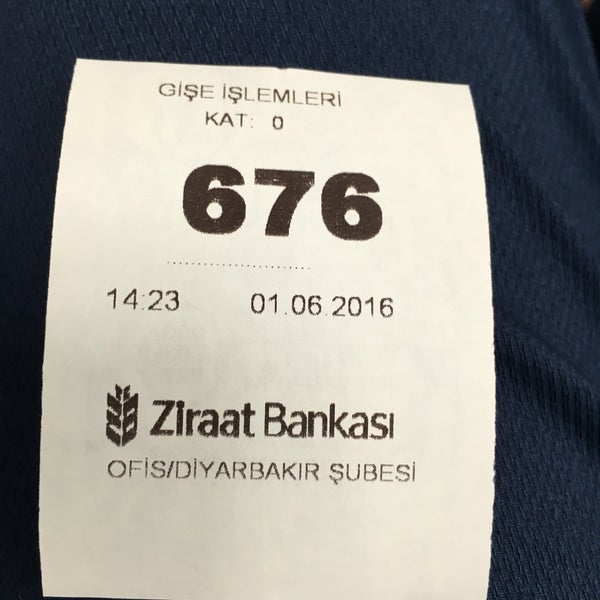 GİŞE İŞLEMLERİ
KAT: 0
676
14:23 01.06.2016
Ziraat Bankası
OFİS/DİYARBAKIR ŞUBESİ